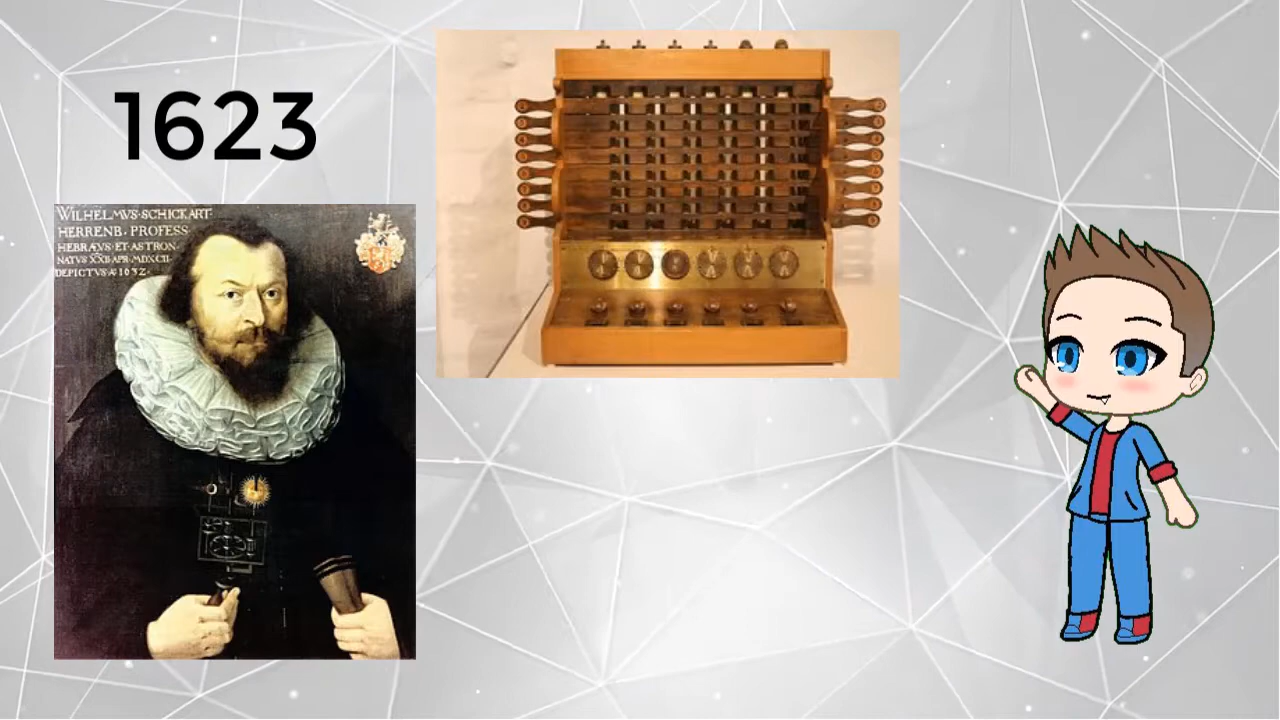 1623
WILHELMVS·SCHICKART
HERRENB·PROFESS·
HEBRÆVS·ET·ASTRON·
NATVS XXII·APR·MDXCII·
DEPICTVS·A 1632·